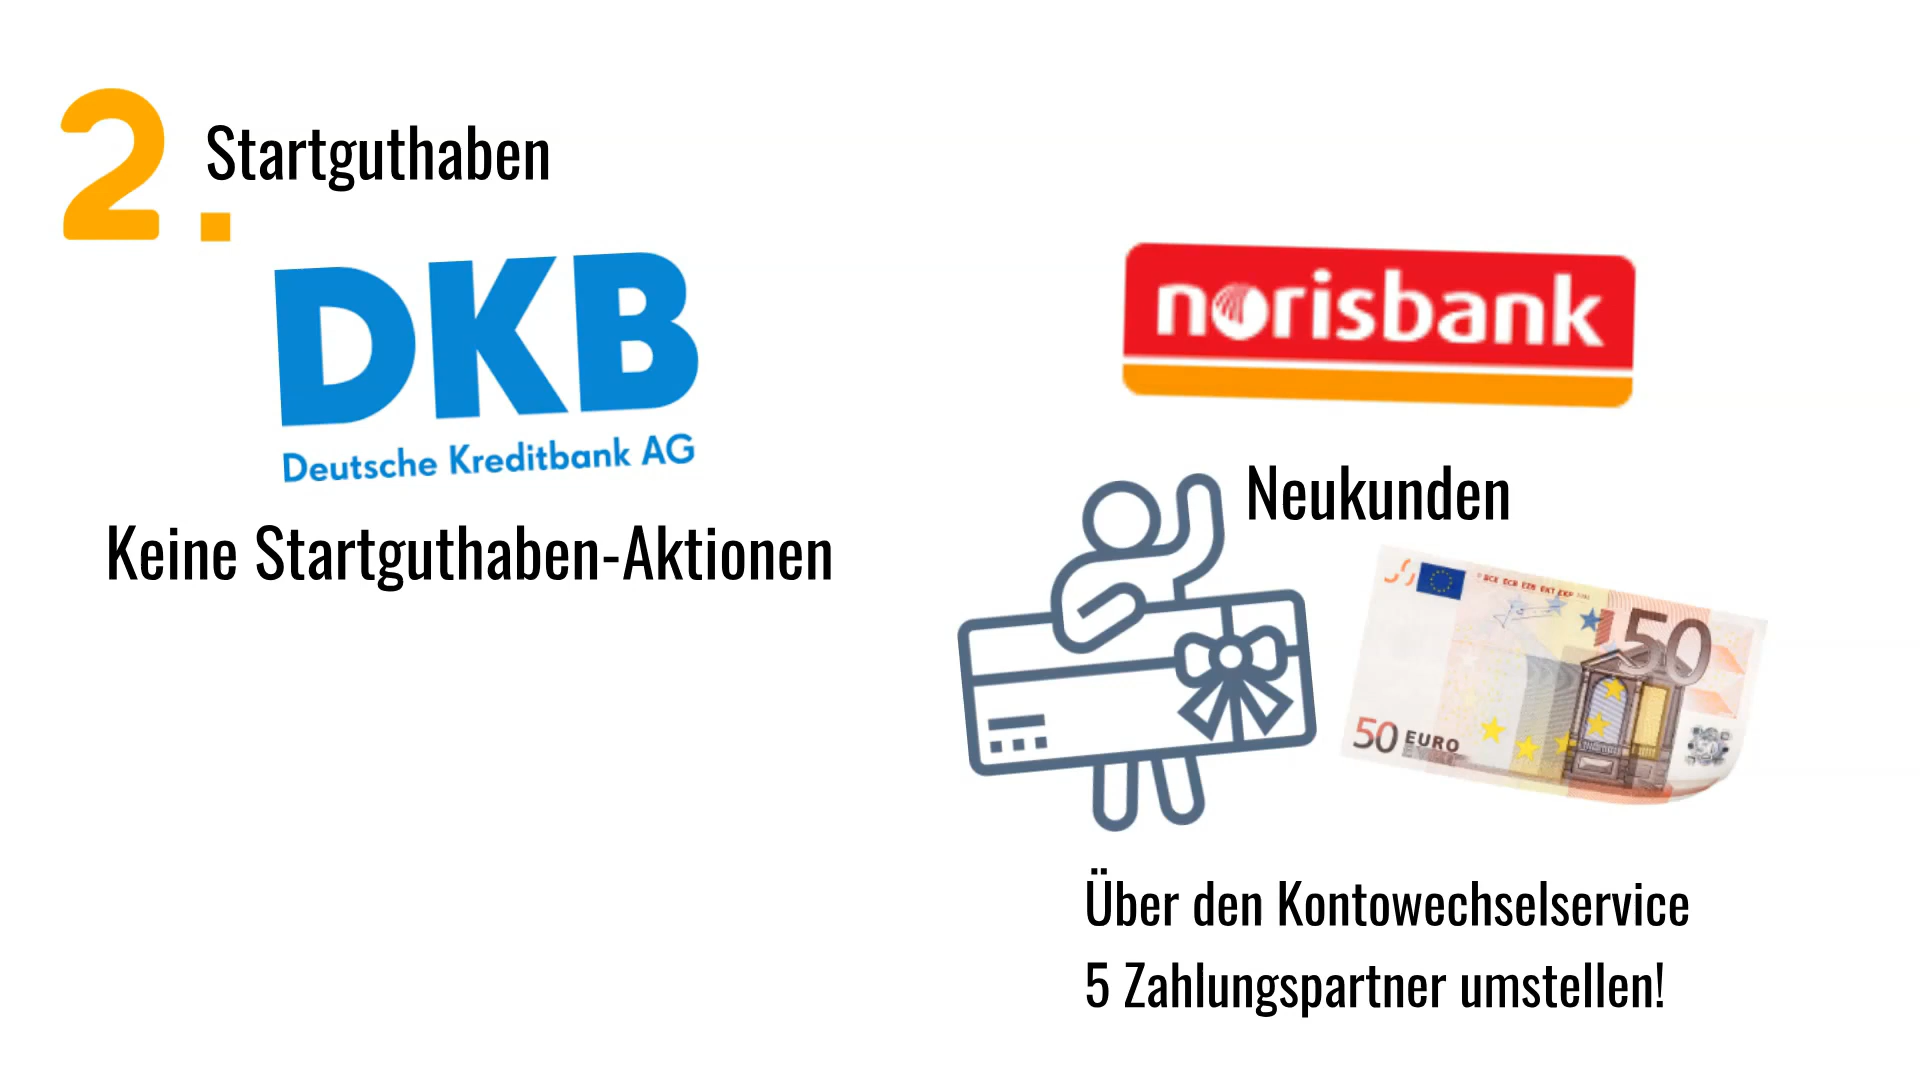 2.
Startguthaben
DKB
Deutsche Kreditbank AG
Keine Startguthaben-Aktionen
norisbank
Neukunden
50
50 EURO
Über den Kontowechselservice
5 Zahlungspartner umstellen!